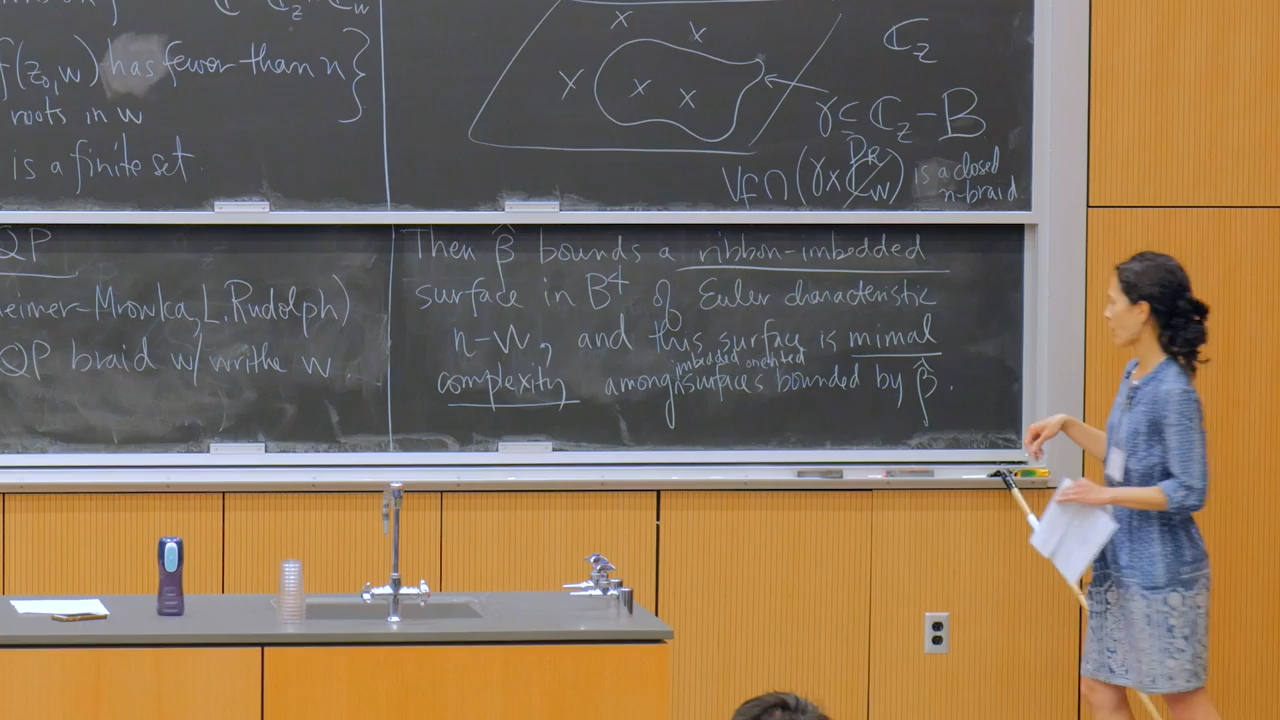 f(z₀,w) has fewer than n}
roots in w
is a finite set.
x x
x x x
ℂ_z
γ ⊆ ℂ_z - B
D_R
V_f ∩ (γ × ℂ_w) is a closed
n-braid
QP
eimer-Mrowka, L. Rudolph)
QP braid w/ writhe w
Then β̂ bounds a ribbon-imbedded
surface in B⁴ of Euler characteristic
n-w, and this surface is mimal
imbedded oriented
complexity among surfaces bounded by β̂.